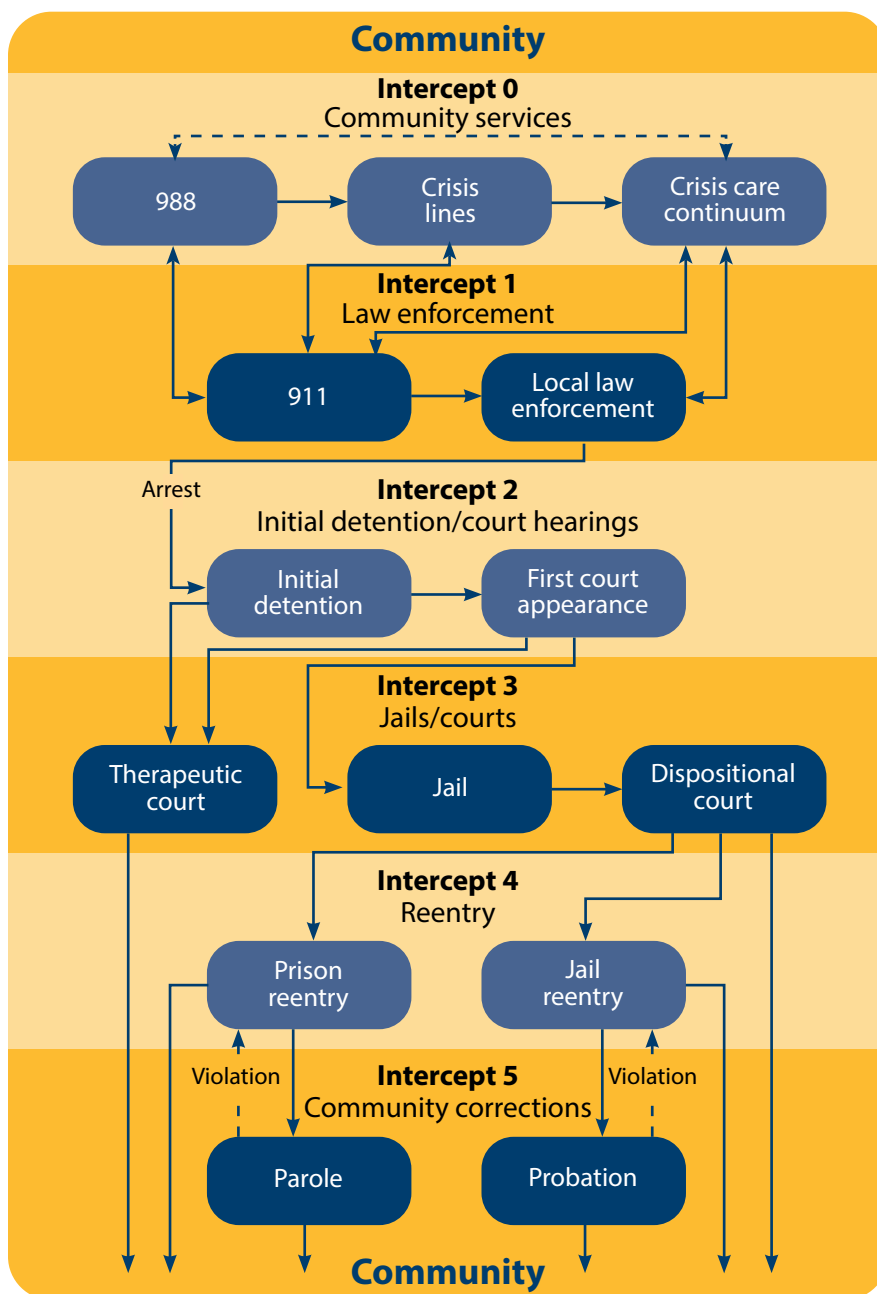 Community
Intercept 0
Community services
988
Crisis
lines
Crisis care
continuum
Intercept 1
Law enforcement
911
Local law
enforcement
Arrest
Intercept 2
Initial detention/court hearings
Initial
detention
First court
appearance
Intercept 3
Jails/courts
Therapeutic
court
Jail
Dispositional
court
Intercept 4
Reentry
Prison
reentry
Jail
reentry
Violation
Intercept 5
Violation
Community corrections
Parole
Probation
Community